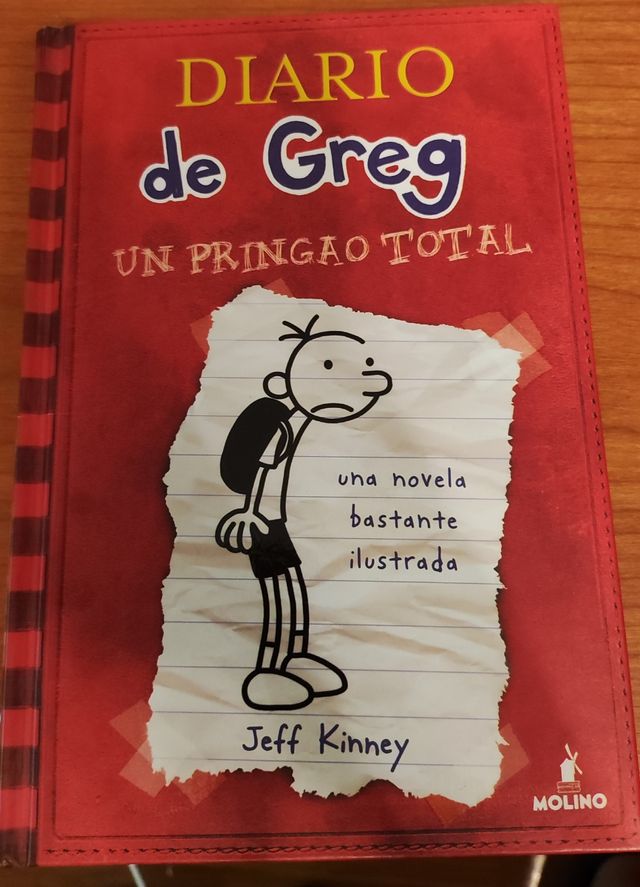 DIARIO
de Greg
UN PRINGAO TOTAL
una novela
bastante
ilustrada
Jeff Kinney
MOLINO